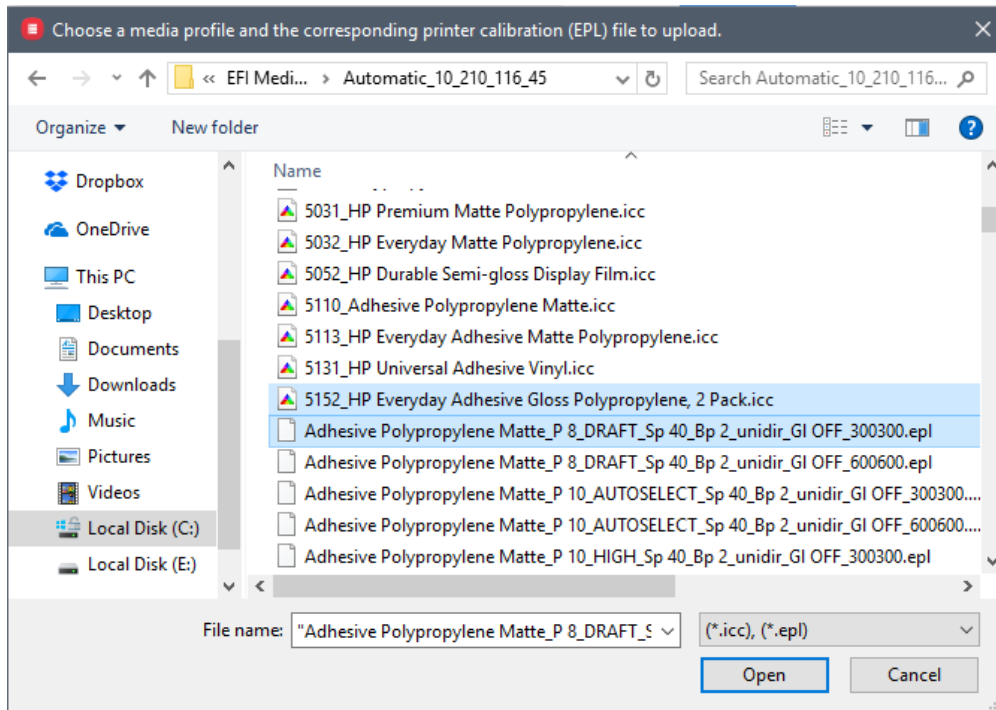 Choose a media profile and the corresponding printer calibration (EPL) file to upload.
« EFI Medi... › Automatic_10_210_116_45
Search Automatic_10_210_116...
Organize
New folder
Dropbox
OneDrive
This PC
Desktop
Documents
Downloads
Music
Pictures
Videos
Local Disk (C:)
Local Disk (E:)
Name
5031_HP Premium Matte Polypropylene.icc
5032_HP Everyday Matte Polypropylene.icc
5052_HP Durable Semi-gloss Display Film.icc
5110_Adhesive Polypropylene Matte.icc
5113_HP Everyday Adhesive Matte Polypropylene.icc
5131_HP Universal Adhesive Vinyl.icc
5152_HP Everyday Adhesive Gloss Polypropylene, 2 Pack.icc
Adhesive Polypropylene Matte_P 8_DRAFT_Sp 40_Bp 2_unidir_GI OFF_300300.epl
Adhesive Polypropylene Matte_P 8_DRAFT_Sp 40_Bp 2_unidir_GI OFF_600600.epl
Adhesive Polypropylene Matte_P 10_AUTOSELECT_Sp 40_Bp 2_unidir_GI OFF_300300....
Adhesive Polypropylene Matte_P 10_AUTOSELECT_Sp 40_Bp 2_unidir_GI OFF_600600....
Adhesive Polypropylene Matte_P 10_HIGH_Sp 40_Bp 2_unidir_GI OFF_300300.epl
File name:
"Adhesive Polypropylene Matte_P 8_DRAFT_S
(*.icc), (*.epl)
Open
Cancel